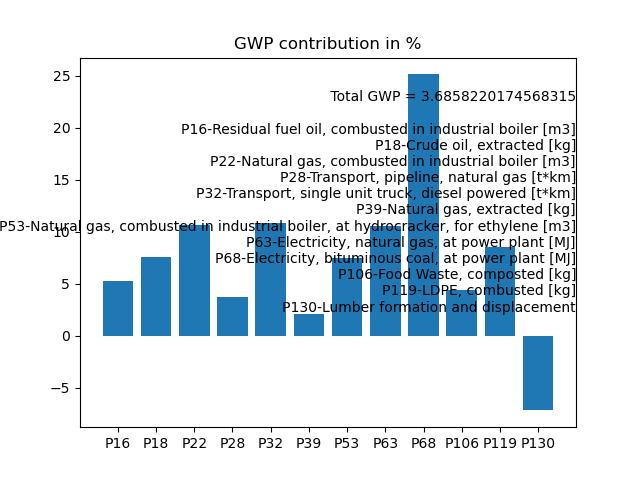 GWP contribution in %
25
Total GWP = 3.6858220174568315
20
P16-Residual fuel oil, combusted in industrial boiler [m3]
P18-Crude oil, extracted [kg]
P22-Natural gas, combusted in industrial boiler [m3]
15
P28-Transport, pipeline, natural gas [t*km]
P32-Transport, single unit truck, diesel powered [t*km]
P39-Natural gas, extracted [kg]
10
P53-Natural gas, combusted in industrial boiler, at hydrocracker, for ethylene [m3]
P63-Electricity, natural gas, at power plant [MJ]
P68-Electricity, bituminous coal, at power plant [MJ]
P106-Food Waste, composted [kg]
5
P119-LDPE, combusted [kg]
P130-Lumber formation and displacement
0
−5
P16 P18 P22 P28 P32 P39 P53 P63 P68 P106 P119 P130